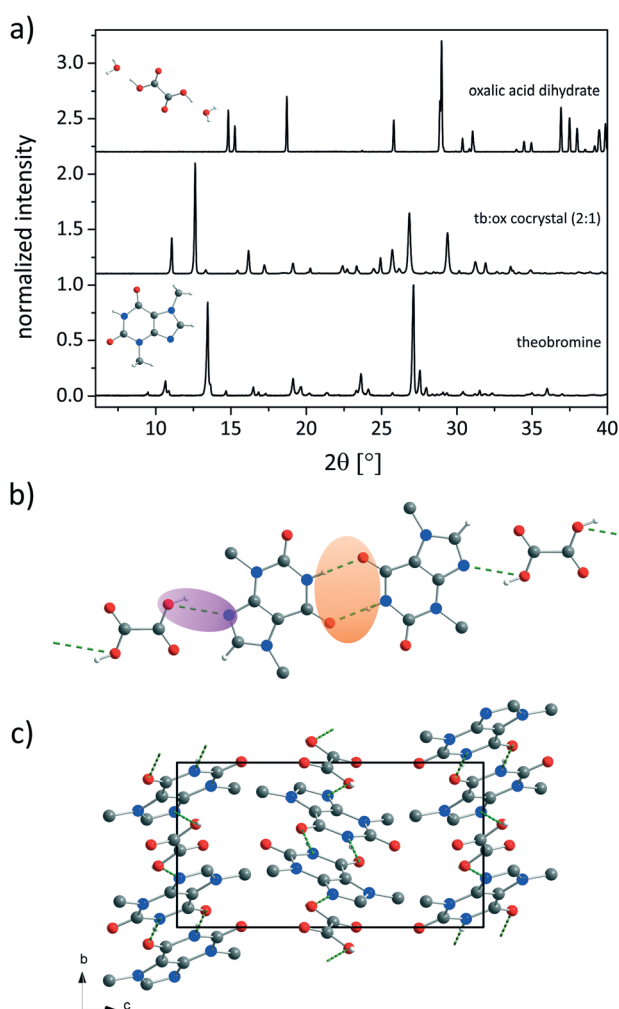 a)
3.0
2.5
2.0
1.5
1.0
0.5
0.0
normalized intensity
oxalic acid dihydrate
tb:ox cocrystal (2:1)
theobromine
10 15 20 25 30 35 40
2θ [°]
b)
c)
b
c